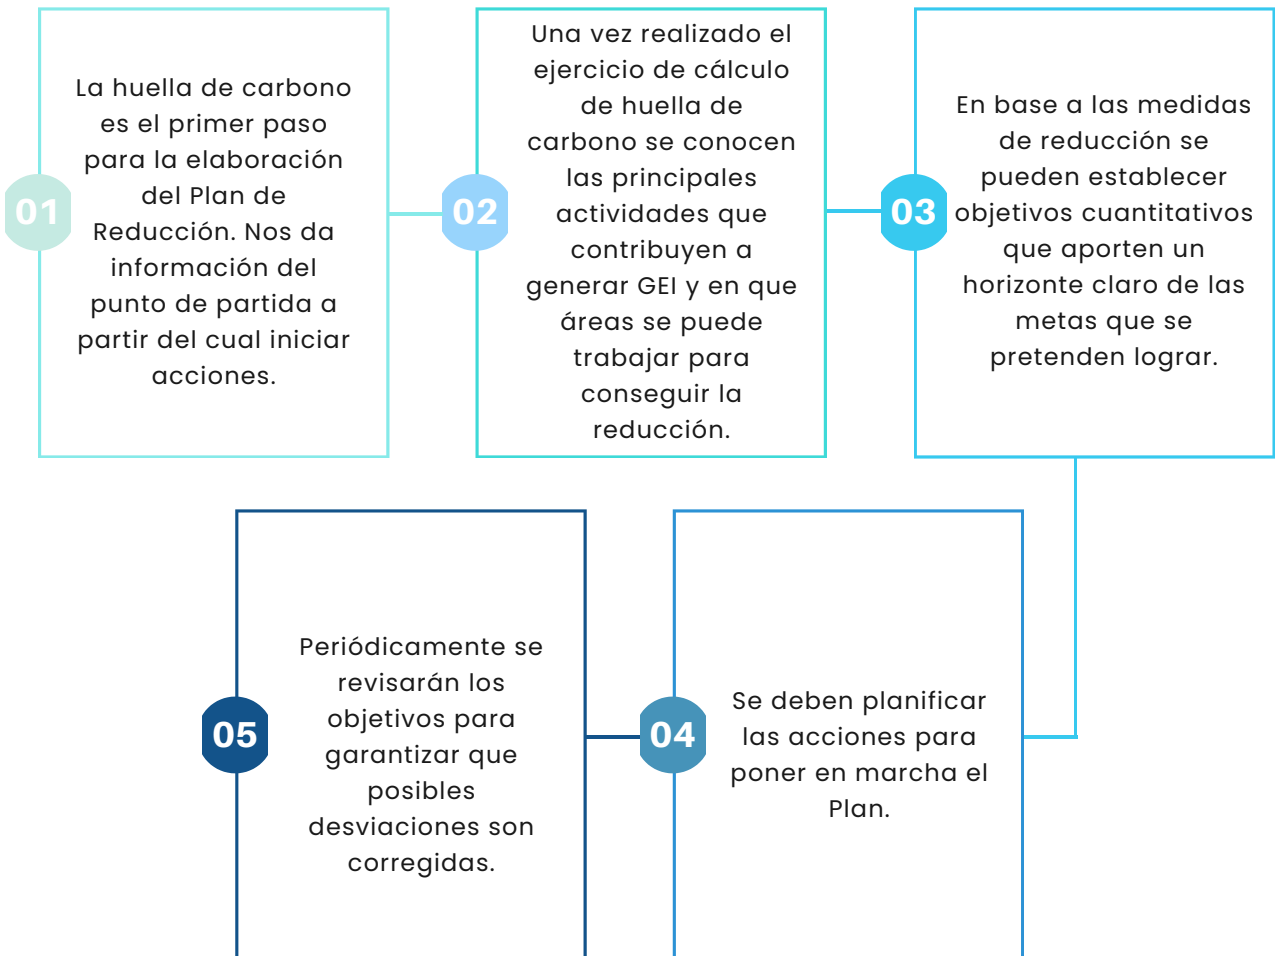 01
La huella de carbono
es el primer paso
para la elaboración
del Plan de
Reducción. Nos da
información del
punto de partida a
partir del cual iniciar
acciones.
02
Una vez realizado el
ejercicio de cálculo
de huella de
carbono se conocen
las principales
actividades que
contribuyen a
generar GEI y en que
áreas se puede
trabajar para
conseguir la
reducción.
03
En base a las medidas
de reducción se
pueden establecer
objetivos cuantitativos
que aporten un
horizonte claro de las
metas que se
pretenden lograr.
04
Se deben planificar
las acciones para
poner en marcha el
Plan.
05
Periódicamente se
revisarán los
objetivos para
garantizar que
posibles
desviaciones son
corregidas.